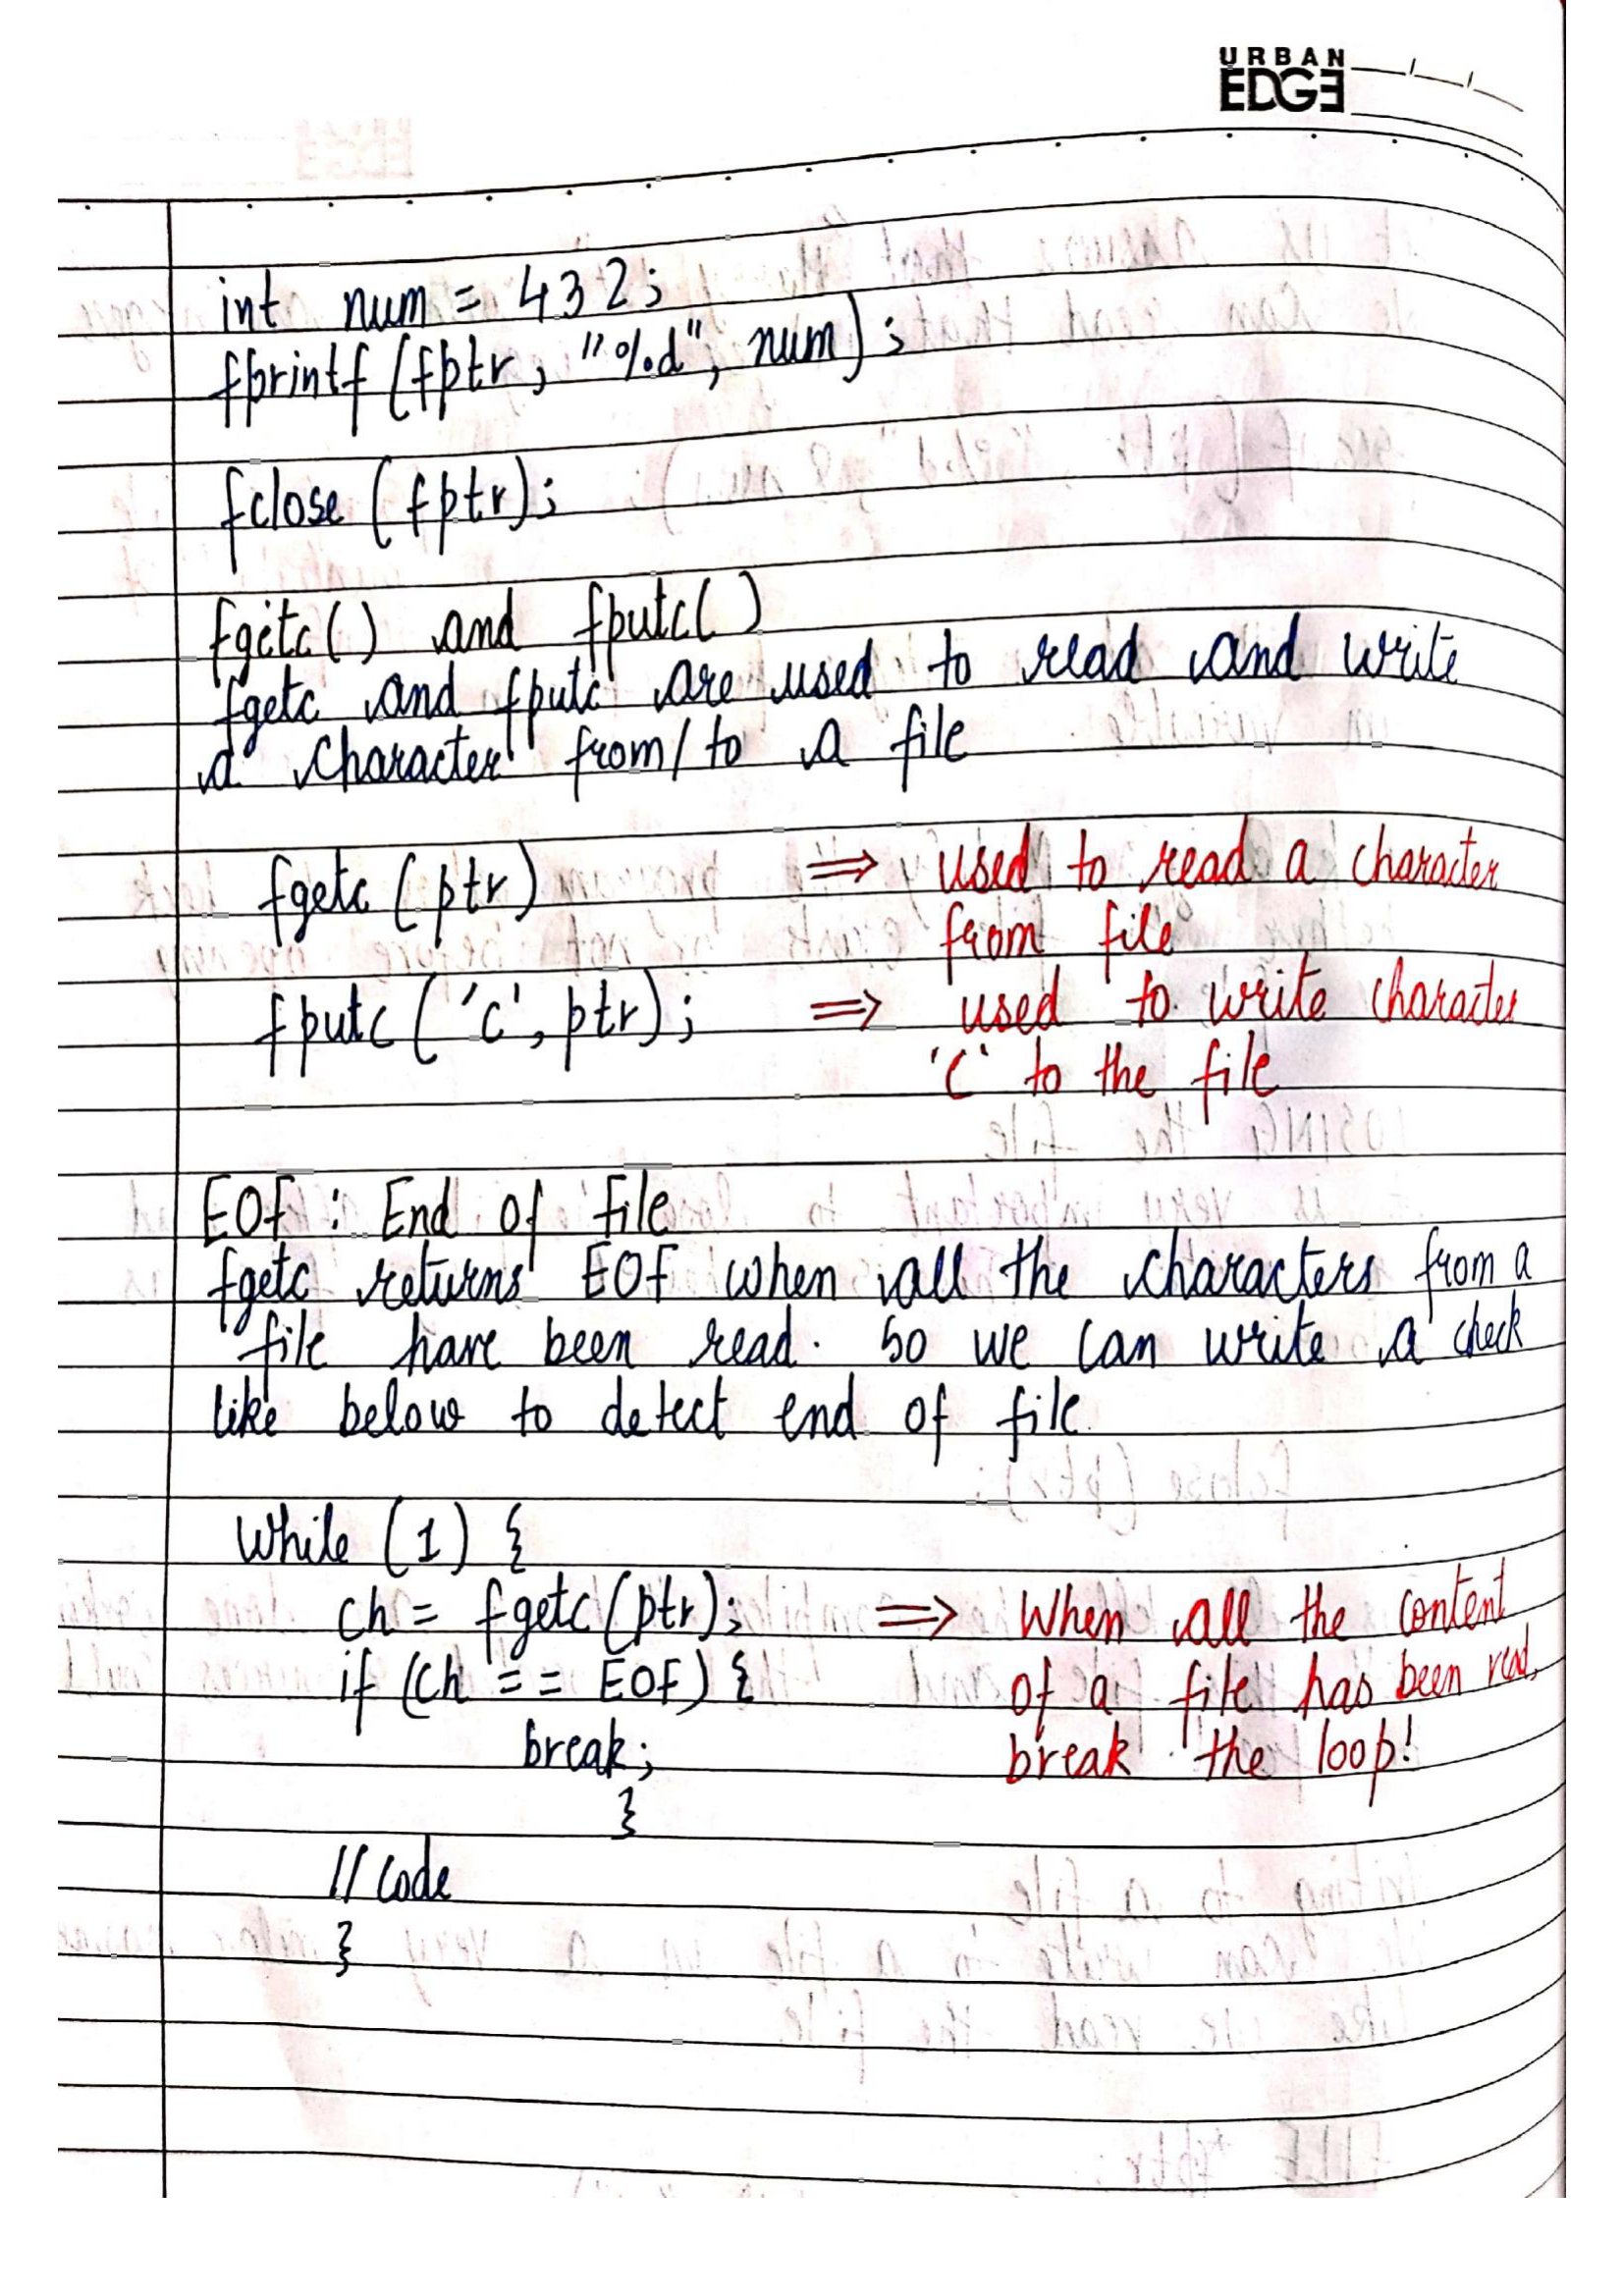 URBAN
EDGE
int num = 432;
fprintf (fptr, "%d", num);
fclose (fptr);
fgetc() and fputc()
fgetc and fputc are used to read and write
a character from/to a file
fgetc (ptr) ⇒ used to read a character
from file
fputc ('c', ptr); ⇒ used to write character
'c' to the file
EOF : End of File
fgetc returns EOF when all the characters from a
file have been read. So we can write a check
like below to detect end of file.
while (1) {
ch = fgetc (ptr); ⇒ When all the content
if (ch == EOF) { of a file has been read,
break; break the loop!
}
// Code
}